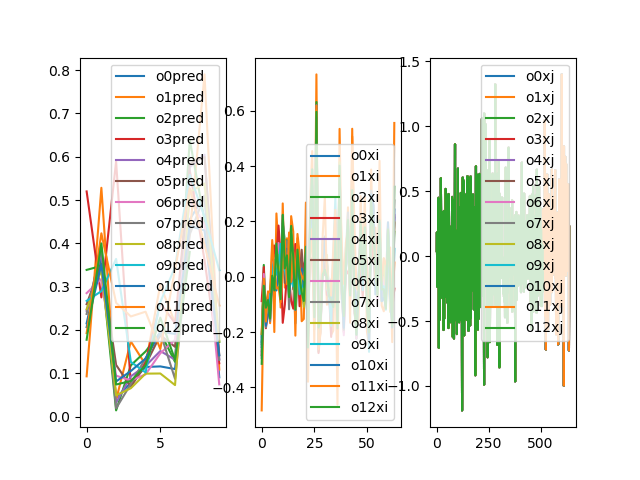 0.8
0.7
0.6
0.5
0.4
0.3
0.2
0.1
0.0
0
5
o0pred
o1pred
o2pred
o3pred
o4pred
o5pred
o6pred
o7pred
o8pred
o9pred
o10pred
o11pred
o12pred
0.6
0.4
0.2
0.0
−0.2
−0.4
0
25
50
o0xi
o1xi
o2xi
o3xi
o4xi
o5xi
o6xi
o7xi
o8xi
o9xi
o10xi
o11xi
o12xi
1.5
1.0
0.5
0.0
−0.5
−1.0
0
250
500
o0xj
o1xj
o2xj
o3xj
o4xj
o5xj
o6xj
o7xj
o8xj
o9xj
o10xj
o11xj
o12xj